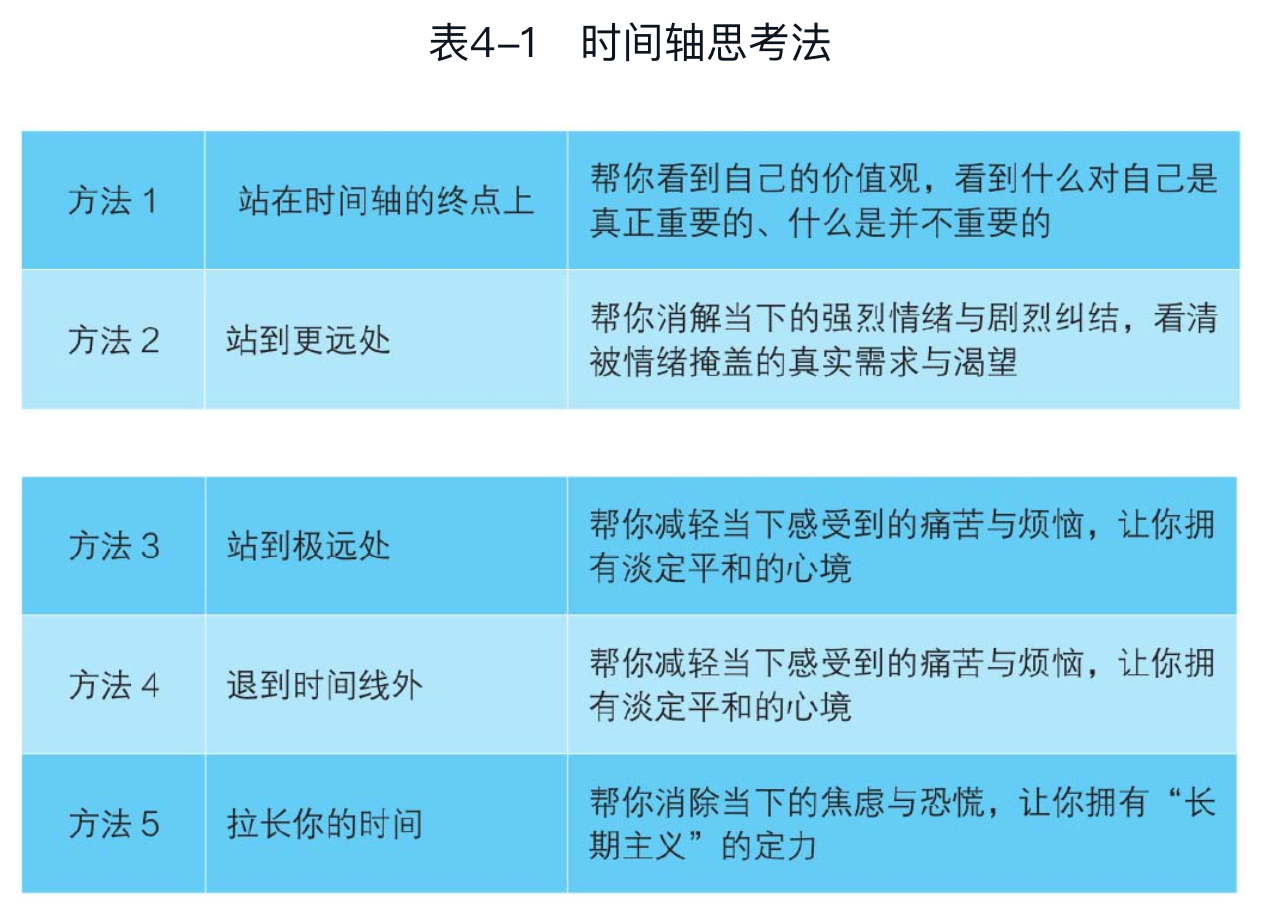 表4–1 时间轴思考法
方法 1
站在时间轴的终点上
帮你看到自己的价值观，看到什么对自己是
真正重要的、什么是并不重要的
方法 2
站到更远处
帮你消解当下的强烈情绪与剧烈纠结，看清
被情绪掩盖的真实需求与渴望
方法 3
站到极远处
帮你减轻当下感受到的痛苦与烦恼，让你拥
有淡定平和的心境
方法 4
退到时间线外
帮你减轻当下感受到的痛苦与烦恼，让你拥
有淡定平和的心境
方法 5
拉长你的时间
帮你消除当下的焦虑与恐慌，让你拥有“长
期主义”的定力